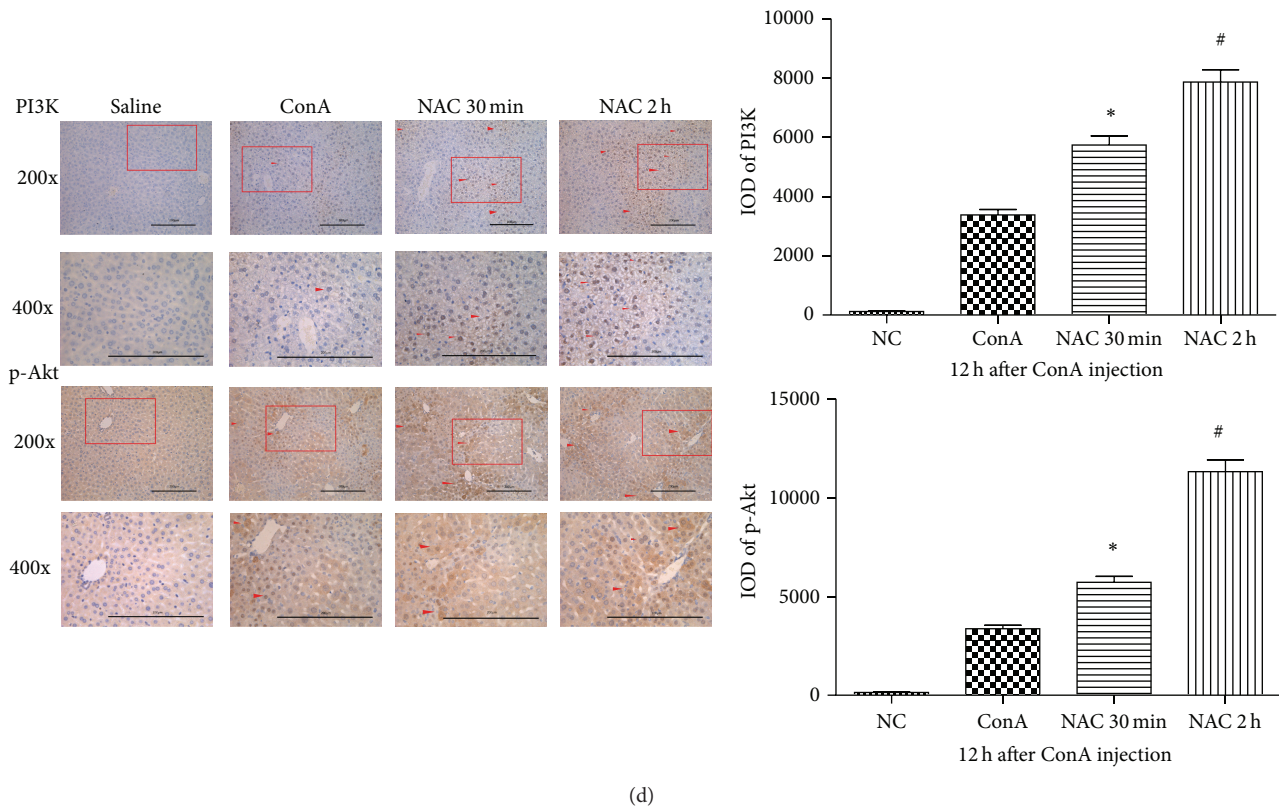 PI3K Saline ConA NAC 30 min NAC 2 h
200x
400x
p-Akt
200x
400x
10000
8000
6000
4000
2000
0
IOD of PI3K
*
#
NC ConA NAC 30 min NAC 2 h
12 h after ConA injection
15000
10000
5000
0
IOD of p-Akt
*
#
NC ConA NAC 30 min NAC 2 h
12 h after ConA injection
(d)